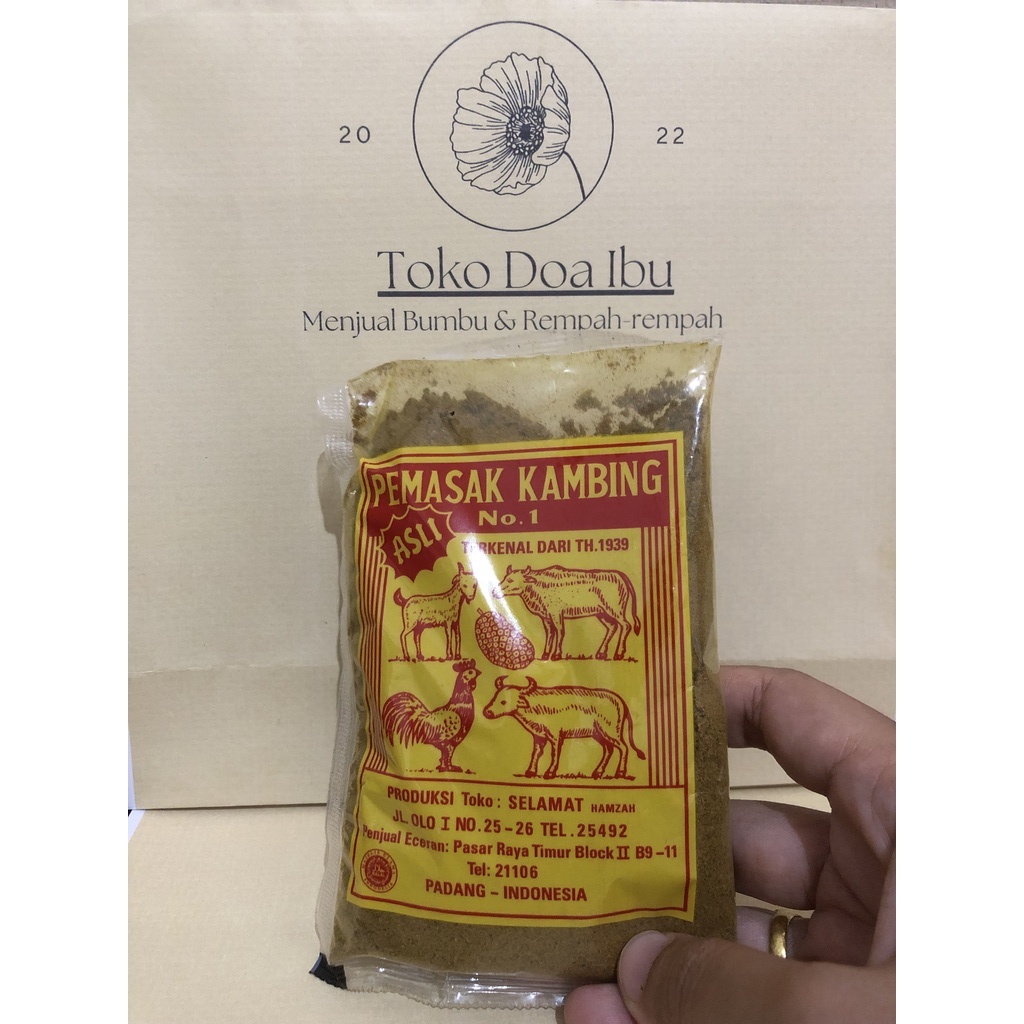 20 22
Toko Doa Ibu
Menjual Bumbu & Rempah-rempah
PEMASAK KAMBING
No. 1
ASLI
TERKENAL DARI TH.1939
PRODUKSI Toko : SELAMAT HAMZAH
JL. OLO I NO. 25 - 26 TEL. 25492
Penjual Eceran: Pasar Raya Timur Block II B9 -11
Tel: 21106
PADANG - INDONESIA